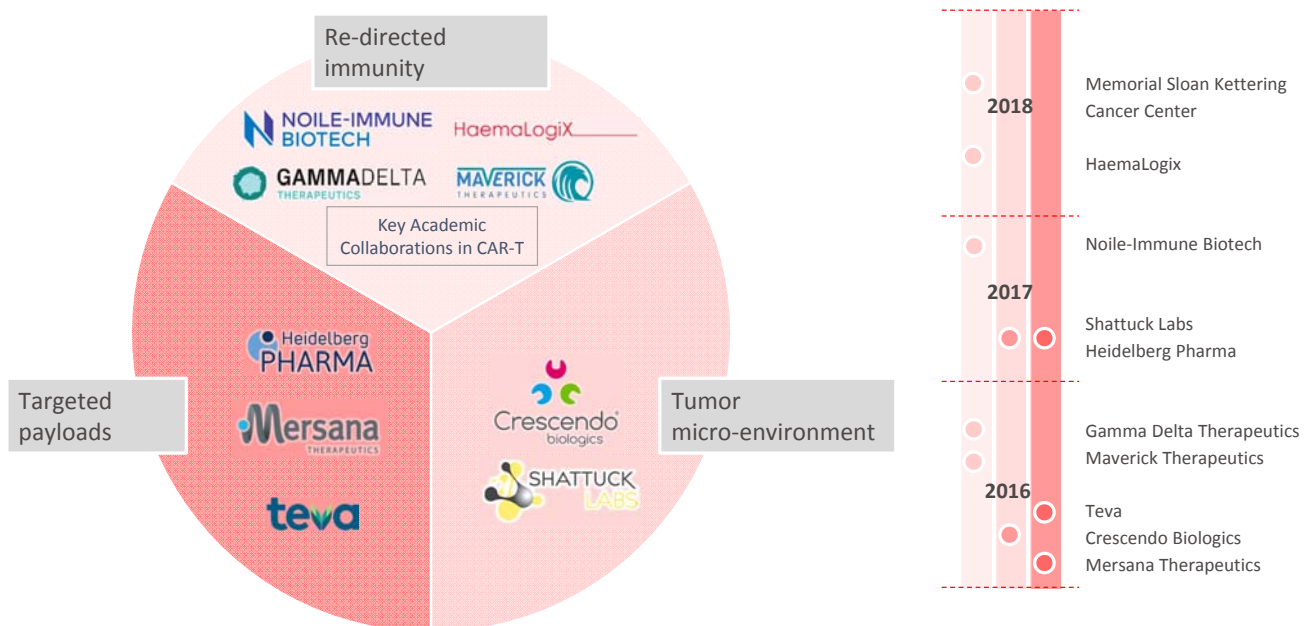 Re-directed
immunity
NOILE-IMMUNE
BIOTECH
HaemaLogiX
GAMMADELTA
THERAPEUTICS
MAVERICK
THERAPEUTICS
Key Academic
Collaborations in CAR-T
Targeted
payloads
Heidelberg
PHARMA
Mersana
THERAPEUTICS
teva
Tumor
micro-environment
Crescendo
biologics
SHATTUCK
LABS
2018
Memorial Sloan Kettering
Cancer Center
HaemaLogix
2017
Noile-Immune Biotech
Shattuck Labs
Heidelberg Pharma
2016
Gamma Delta Therapeutics
Maverick Therapeutics
Teva
Crescendo Biologics
Mersana Therapeutics